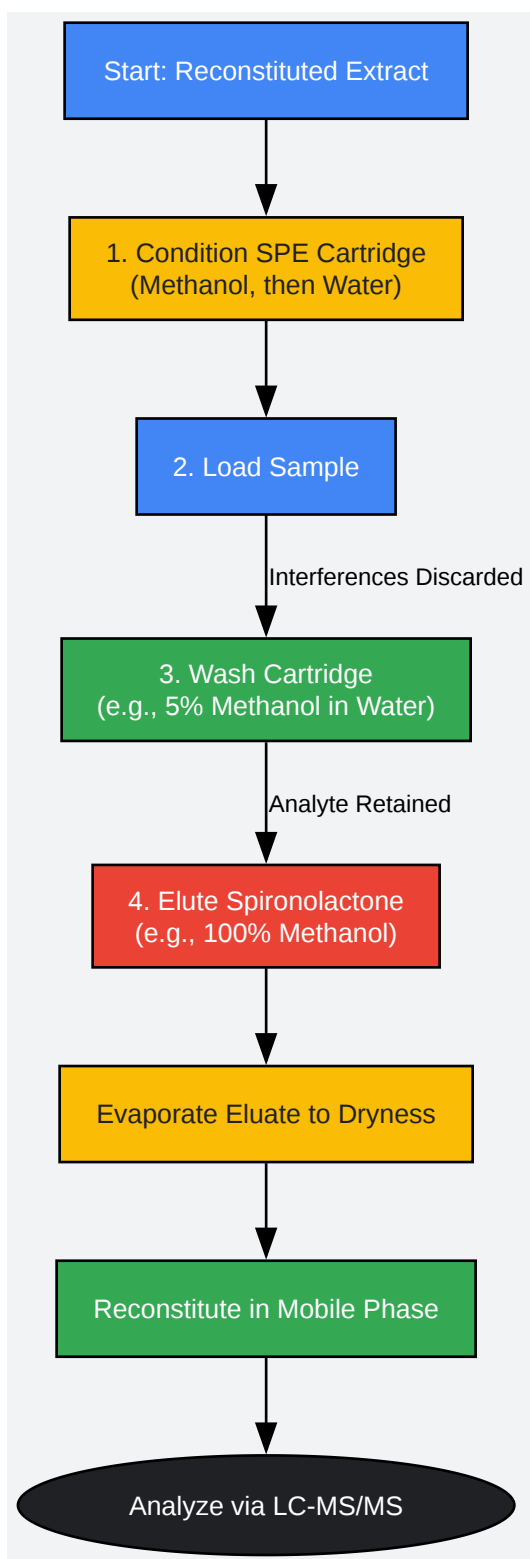 Start: Reconstituted Extract
1. Condition SPE Cartridge
(Methanol, then Water)
2. Load Sample
Interferences Discarded
3. Wash Cartridge
(e.g., 5% Methanol in Water)
Analyte Retained
4. Elute Spironolactone
(e.g., 100% Methanol)
Evaporate Eluate to Dryness
Reconstitute in Mobile Phase
Analyze via LC-MS/MS